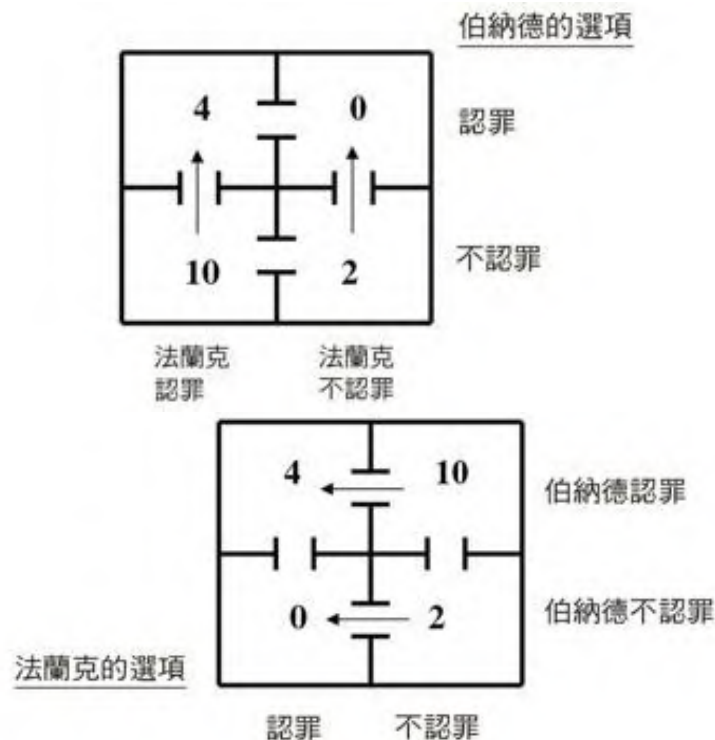 伯納德的選項
4 0
認罪
10 2
不認罪
法蘭克 法蘭克
認罪 不認罪
4 10
伯納德認罪
0 2
伯納德不認罪
法蘭克的選項
認罪 不認罪